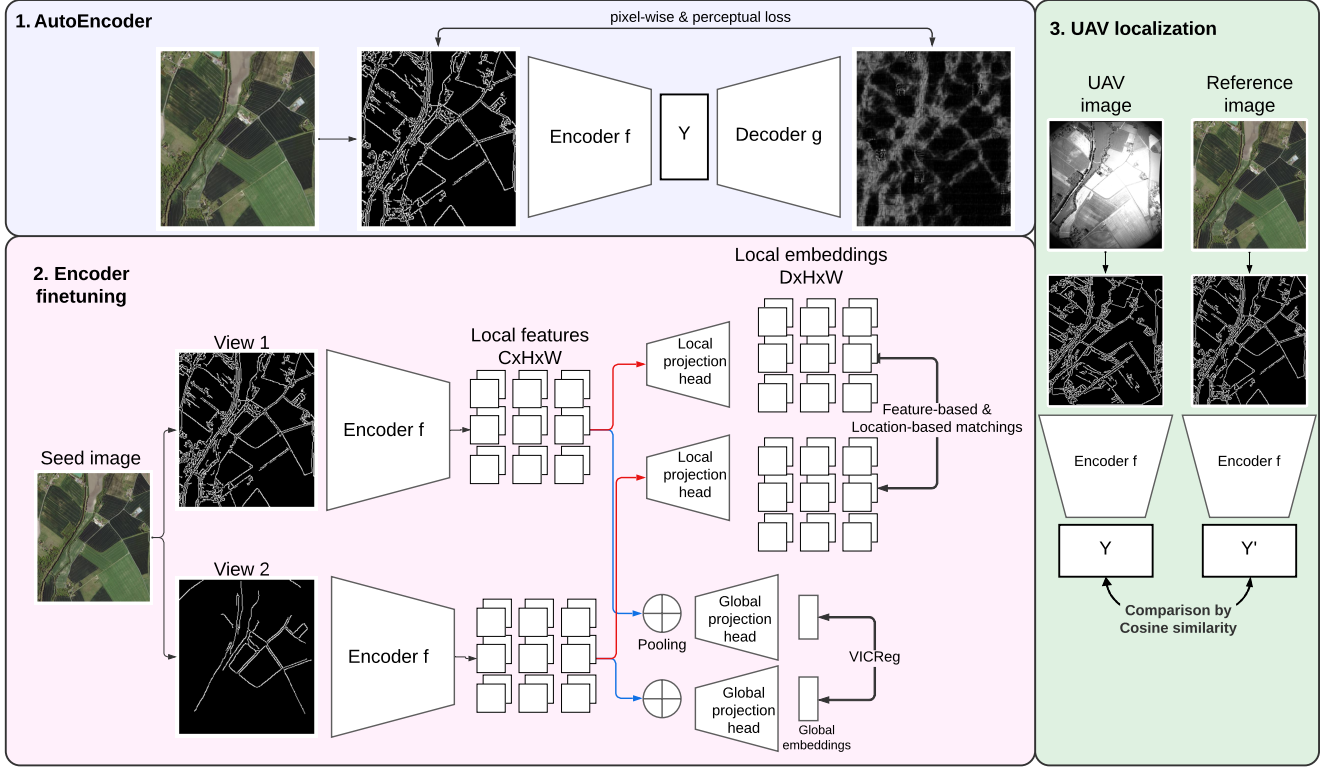 1. AutoEncoder
pixel-wise & perceptual loss
Encoder f
Y
Decoder g
2. Encoder
finetuning
Seed image
View 1
View 2
Encoder f
Encoder f
Local features
CxHxW
Local embeddings
DxHxW
Local
projection
head
Local
projection
head
Feature-based &
Location-based matchings
Pooling
Global
projection
head
Global
projection
head
VICReg
Global
embeddings
3. UAV localization
UAV
image
Reference
image
Encoder f
Encoder f
Y
Y'
Comparison by
Cosine similarity